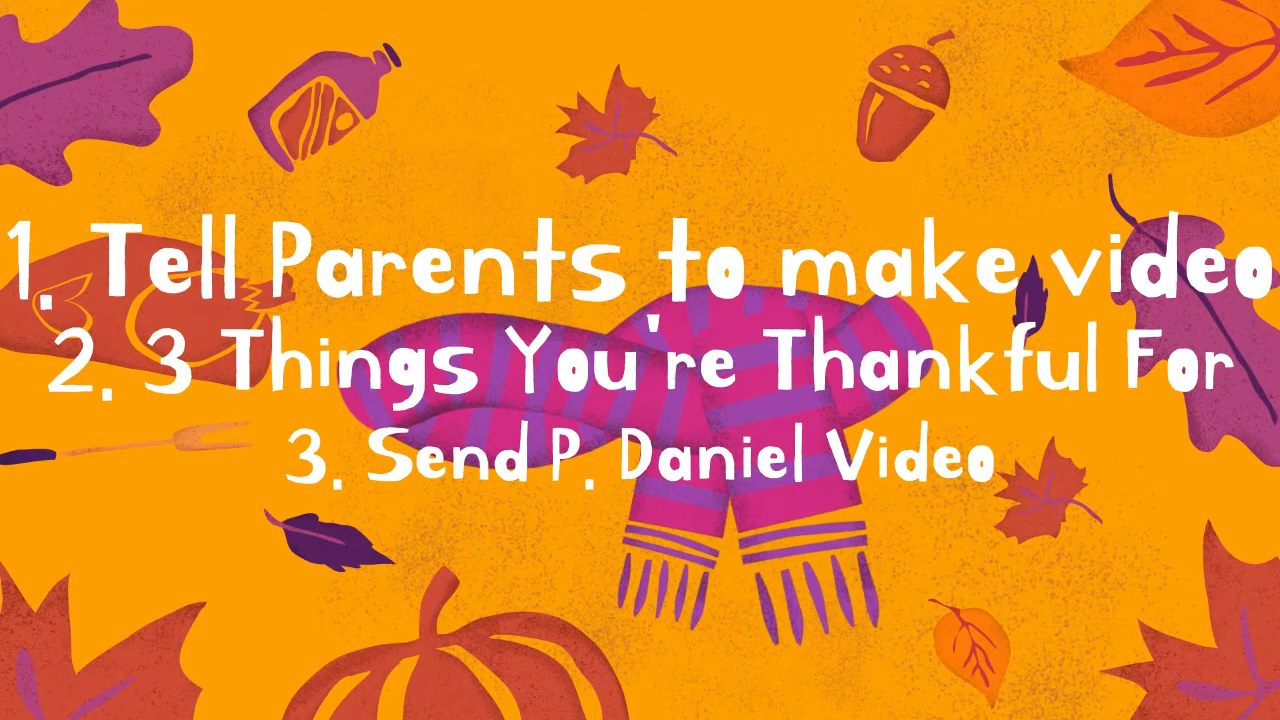 1. Tell Parents to make video
2. 3 Things You're Thankful For
3. Send P. Daniel Video